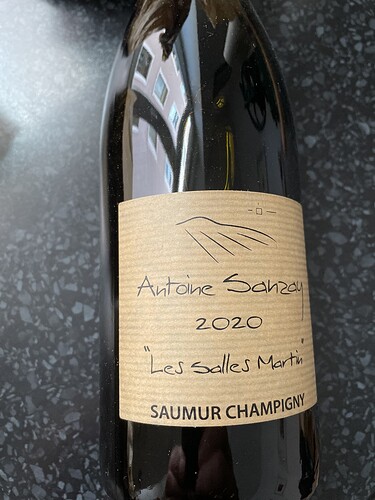 Antoine Sanzay
2020
"Les Salles Martin"
SAUMUR CHAMPIGNY